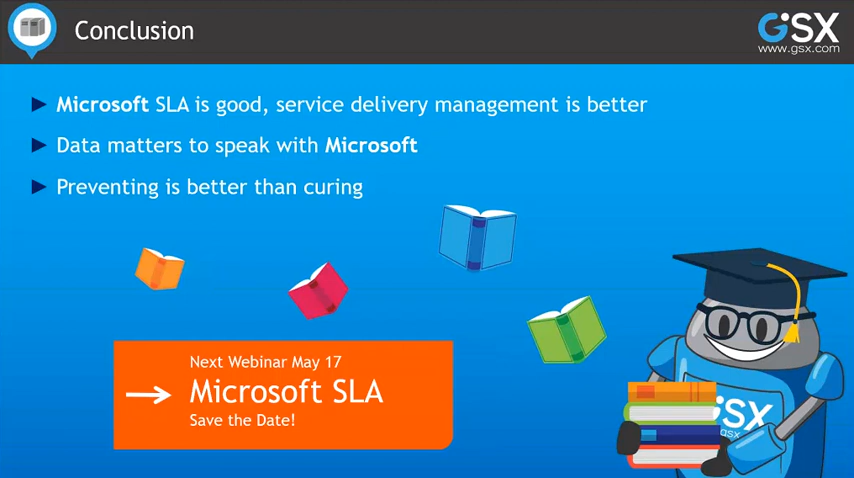 Conclusion
GSX
www.gsx.com
Microsoft SLA is good, service delivery management is better
Data matters to speak with Microsoft
Preventing is better than curing
Next Webinar May 17
Microsoft SLA
Save the Date!
GSX
gsx